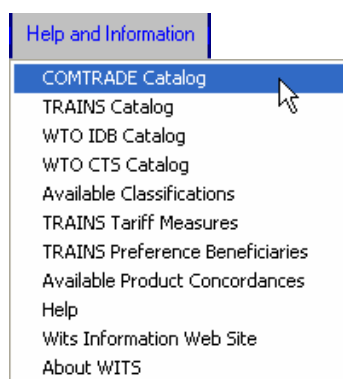 Help and Information
COMTRADE Catalog
TRAINS Catalog
WTO IDB Catalog
WTO CTS Catalog
Available Classifications
TRAINS Tariff Measures
TRAINS Preference Beneficiaries
Available Product Concordances
Help
Wits Information Web Site
About WITS